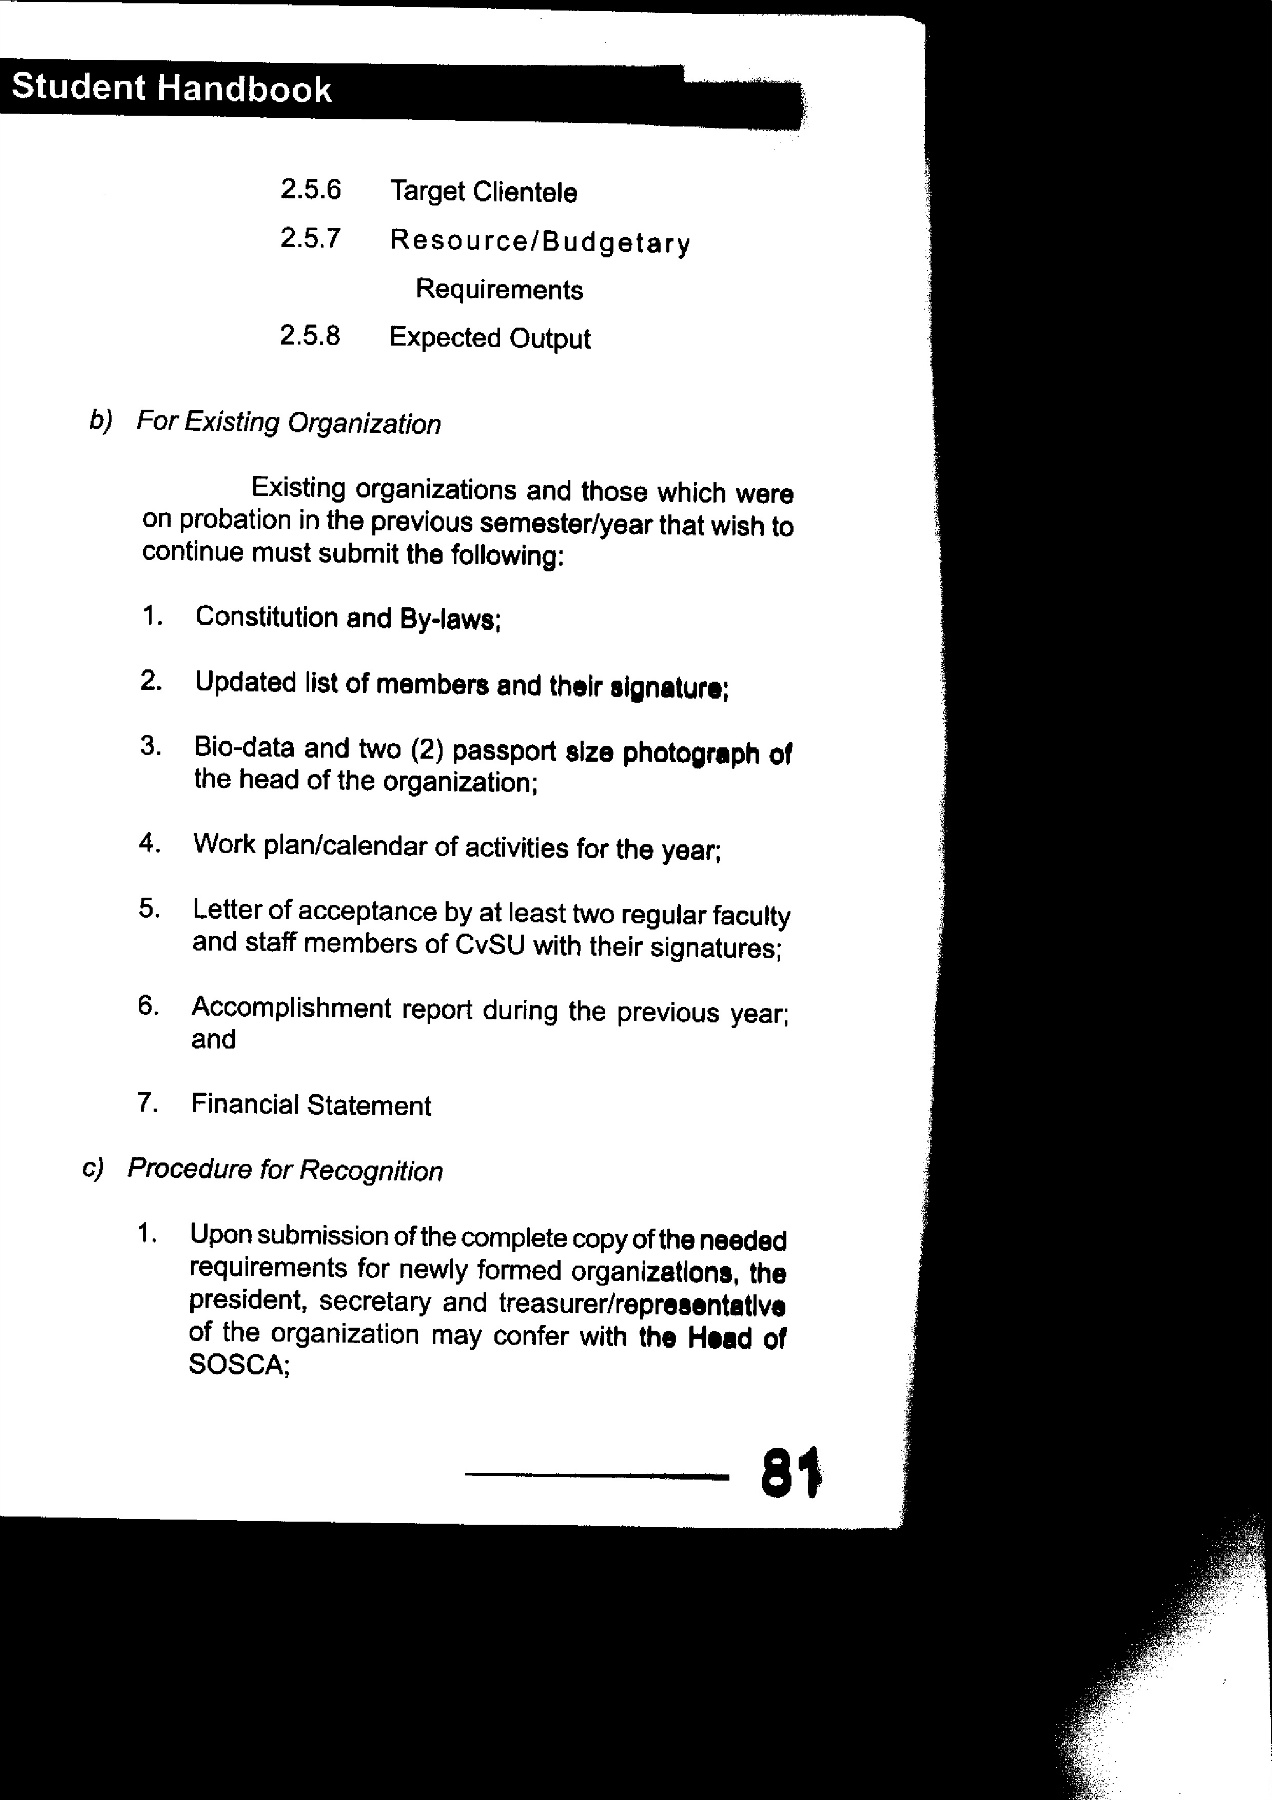 Student Handbook
2.5.6 Target Clientele
2.5.7 Resource/Budgetary
Requirements
2.5.8 Expected Output
b) For Existing Organization
Existing organizations and those which were
on probation in the previous semester/year that wish to
continue must submit the following:
1. Constitution and By-laws;
2. Updated list of members and their signature;
3. Bio-data and two (2) passport size photograph of
the head of the organization;
4. Work plan/calendar of activities for the year;
5. Letter of acceptance by at least two regular faculty
and staff members of CvSU with their signatures;
6. Accomplishment report during the previous year;
and
7. Financial Statement
c) Procedure for Recognition
1. Upon submission of the complete copy of the needed
requirements for newly formed organizations, the
president, secretary and treasurer/representative
of the organization may confer with the Head of
SOSCA;
81